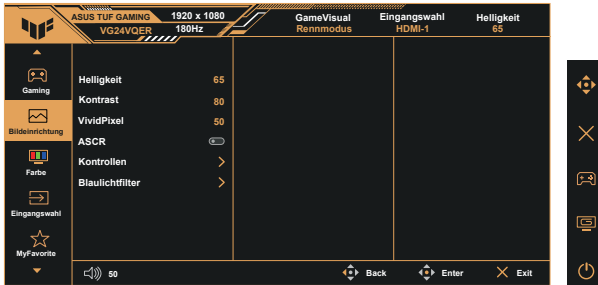 ASUS TUF GAMING 1920 x 1080 GameVisual Eingangswahl Helligkeit
VG24VQER 180Hz Rennmodus HDMI-1 65
Gaming
Bildeinrichtung
Farbe
Eingangswahl
MyFavorite
Helligkeit 65
Kontrast 80
VividPixel 50
ASCR
Kontrollen
Blaulichtfilter
50 Back Enter Exit